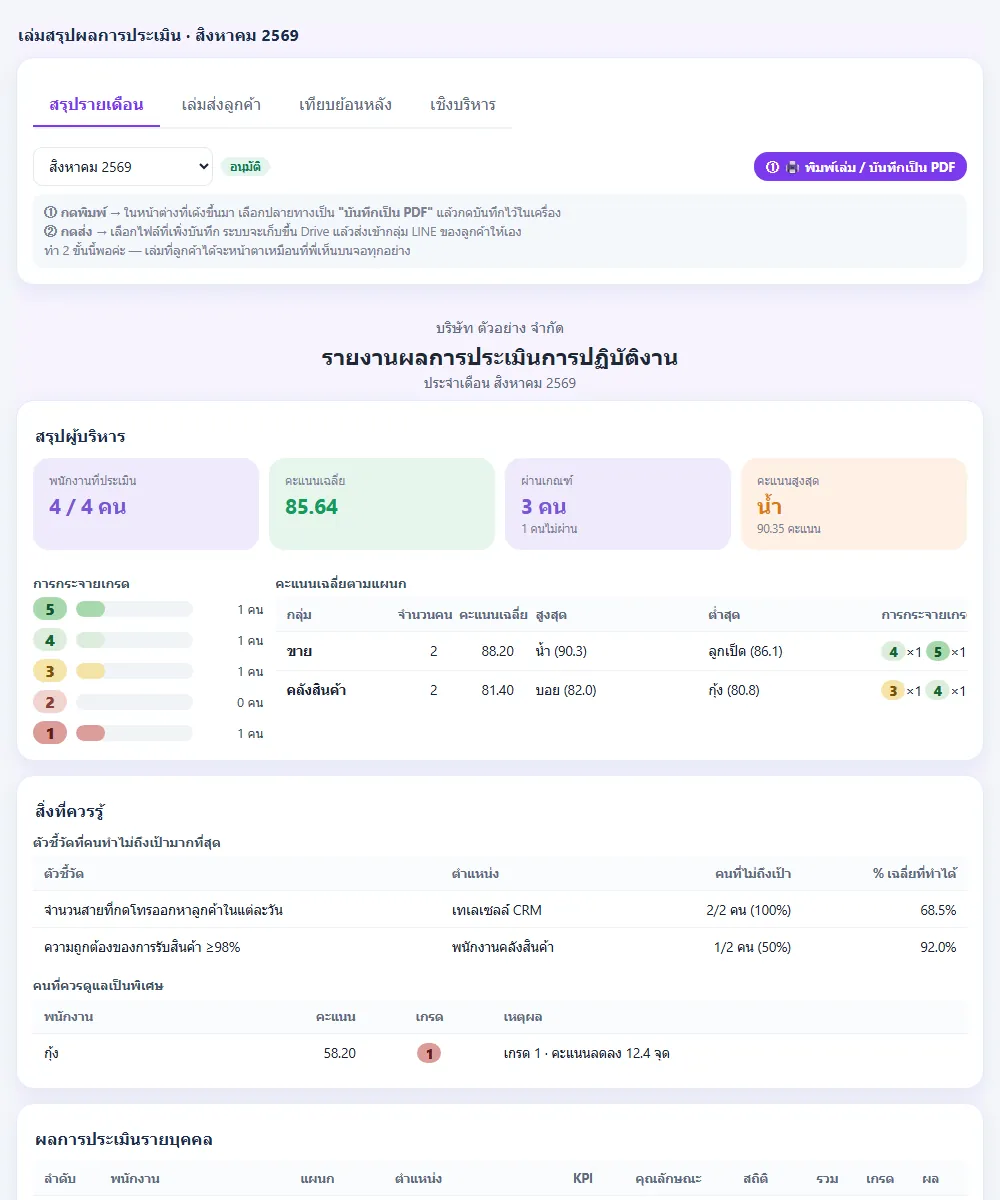 เล่มสรุปผลการประเมิน · สิงหาคม 2569
สรุปรายเดือน เล่มส่งลูกค้า เทียบย้อนหลัง เชิงบริหาร
สิงหาคม 2569 อนุมัติ ① 🖨 พิมพ์เล่ม / บันทึกเป็น PDF
① กดพิมพ์ → ในหน้าต่างที่เด้งขึ้นมา เลือกปลายทางเป็น "บันทึกเป็น PDF" แล้วกดบันทึกไว้ในเครื่อง
② กดส่ง → เลือกไฟล์ที่เพิ่งบันทึก ระบบจะเก็บขึ้น Drive แล้วส่งเข้ากลุ่ม LINE ของลูกค้าให้เอง
ทำ 2 ขั้นนี้พอค่ะ — เล่มที่ลูกค้าได้จะหน้าตาเหมือนที่พี่เห็นบนจอทุกอย่าง
บริษัท ตัวอย่าง จำกัด
รายงานผลการประเมินการปฏิบัติงาน
ประจำเดือน สิงหาคม 2569
สรุปผู้บริหาร
พนักงานที่ประเมิน คะแนนเฉลี่ย ผ่านเกณฑ์ คะแนนสูงสุด
4 / 4 คน 85.64 3 คน น้ำ
1 คนไม่ผ่าน 90.35 คะแนน
การกระจายเกรด
5 1 คน
4 1 คน
3 1 คน
2 0 คน
1 1 คน
คะแนนเฉลี่ยตามแผนก
กลุ่ม จำนวนคน คะแนนเฉลี่ย สูงสุด ต่ำสุด การกระจายเกร
ขาย 2 88.20 น้ำ (90.3) ลูกเป็ด (86.1) 4 ×1 5 ×1
คลังสินค้า 2 81.40 บอย (82.0) กุ้ง (80.8) 3 ×1 4 ×1
สิ่งที่ควรรู้
ตัวชี้วัดที่คนทำไม่ถึงเป้ามากที่สุด
ตัวชี้วัด ตำแหน่ง คนที่ไม่ถึงเป้า % เฉลี่ยที่ทำได้
จำนวนสายที่กดโทรออกหาลูกค้าในแต่ละวัน เทเลเซลล์ CRM 2/2 คน (100%) 68.5%
ความถูกต้องของการรับสินค้า ≥98% พนักงานคลังสินค้า 1/2 คน (50%) 92.0%
คนที่ควรดูแลเป็นพิเศษ
พนักงาน คะแนน เกรด เหตุผล
กุ้ง 58.20 1 เกรด 1 · คะแนนลดลง 12.4 จุด
ผลการประเมินรายบุคคล
ลำดับ พนักงาน แผนก ตำแหน่ง KPI คุณลักษณะ สถิติ รวม เกรด ผล